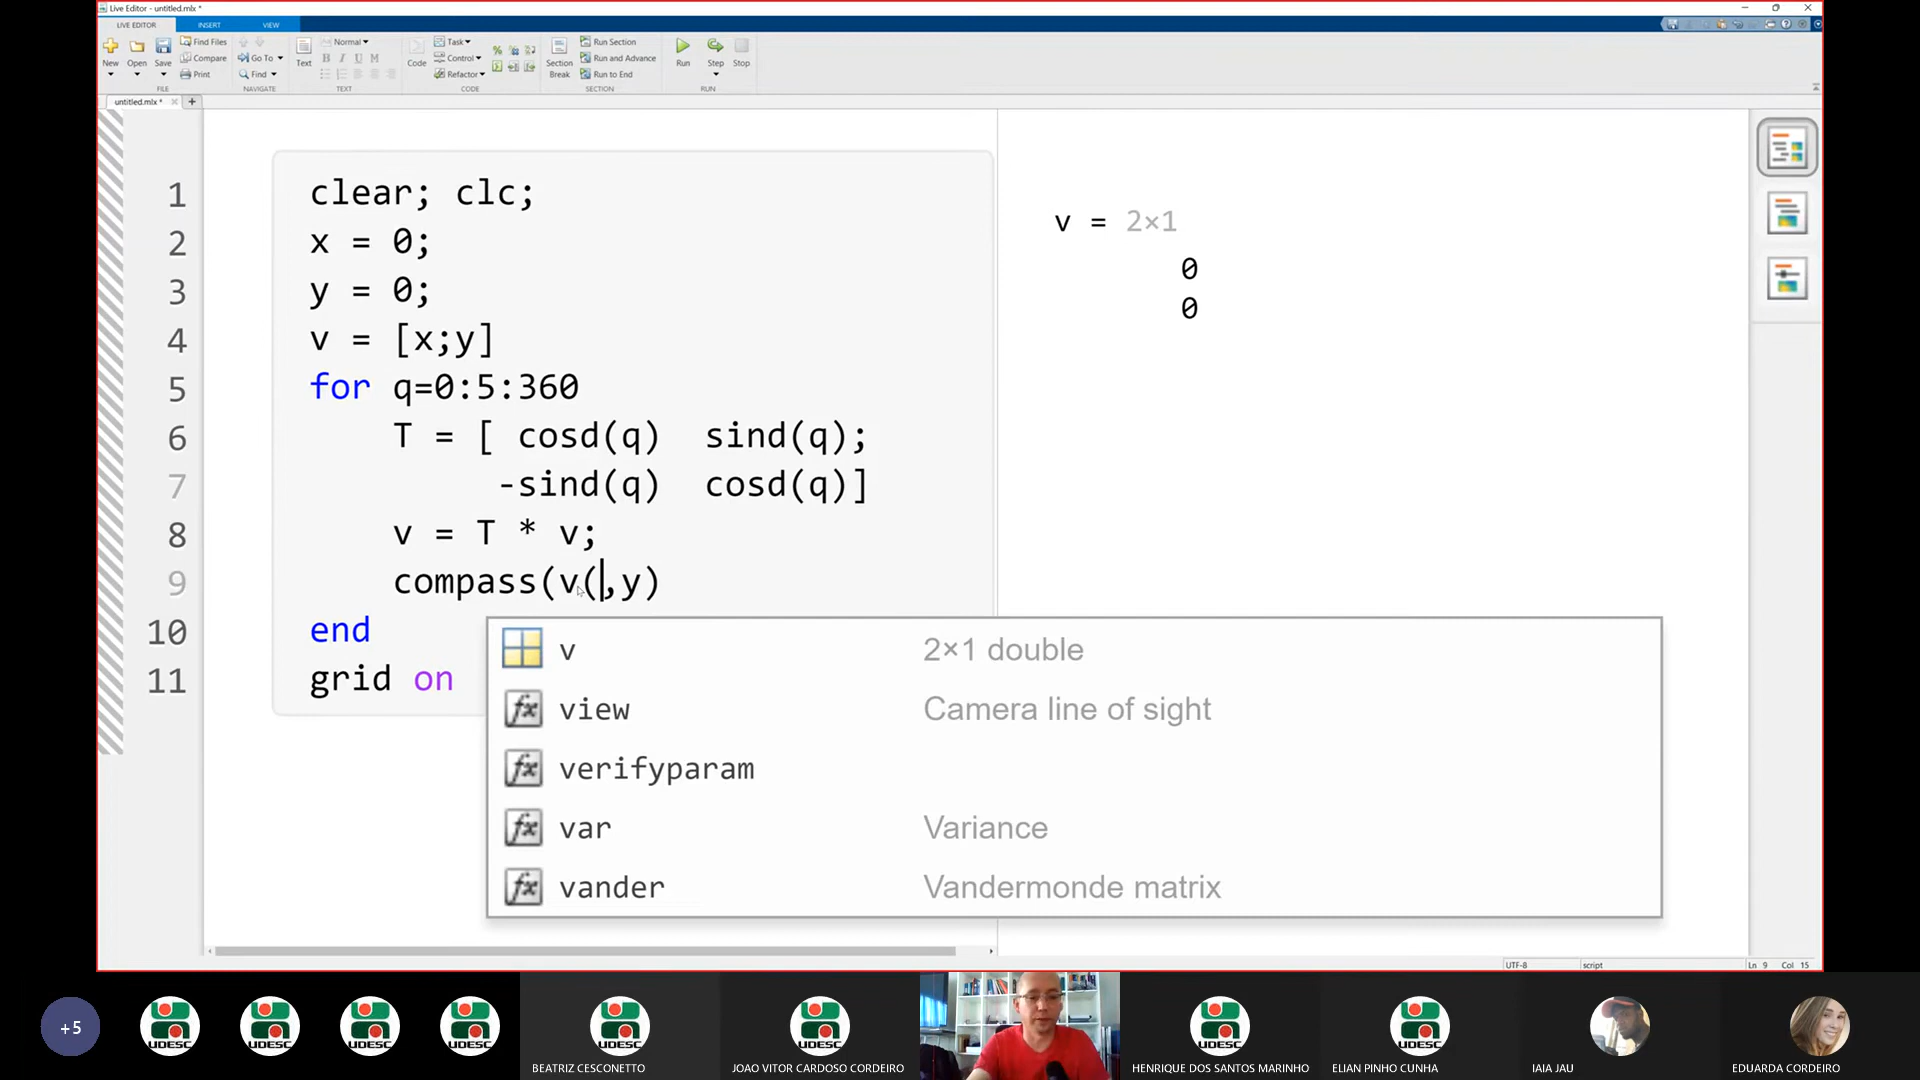 Live Editor - untitled.mlx *
LIVE EDITOR
INSERT
VIEW
New
Open
Save
Find Files
Compare
Print
FILE
Go To
Find
NAVIGATE
Text
Normal
B I U M
TEXT
Code
Task
Control
Refactor
CODE
Section
Break
Run Section
Run and Advance
Run to End
SECTION
Run
Step
Stop
RUN
untitled.mlx *
1 clear; clc;
2 x = 0;
3 y = 0;
4 v = [x;y]
5 for q=0:5:360
6 T = [ cosd(q) sind(q);
7 -sind(q) cosd(q)]
8 v = T * v;
9 compass(v(,y)
10 end
11 grid on
v = 2×1
0
0
v 2×1 double
view Camera line of sight
verifyparam
var Variance
vander Vandermonde matrix
UTF-8
script
Ln 9 Col 15
+5
UDESC
UDESC
UDESC
UDESC
UDESC
BEATRIZ CESCONETTO
UDESC
JOAO VITOR CARDOSO CORDEIRO
UDESC
HENRIQUE DOS SANTOS MARINHO
UDESC
ELIAN PINHO CUNHA
IAIA JAU
EDUARDA CORDEIRO